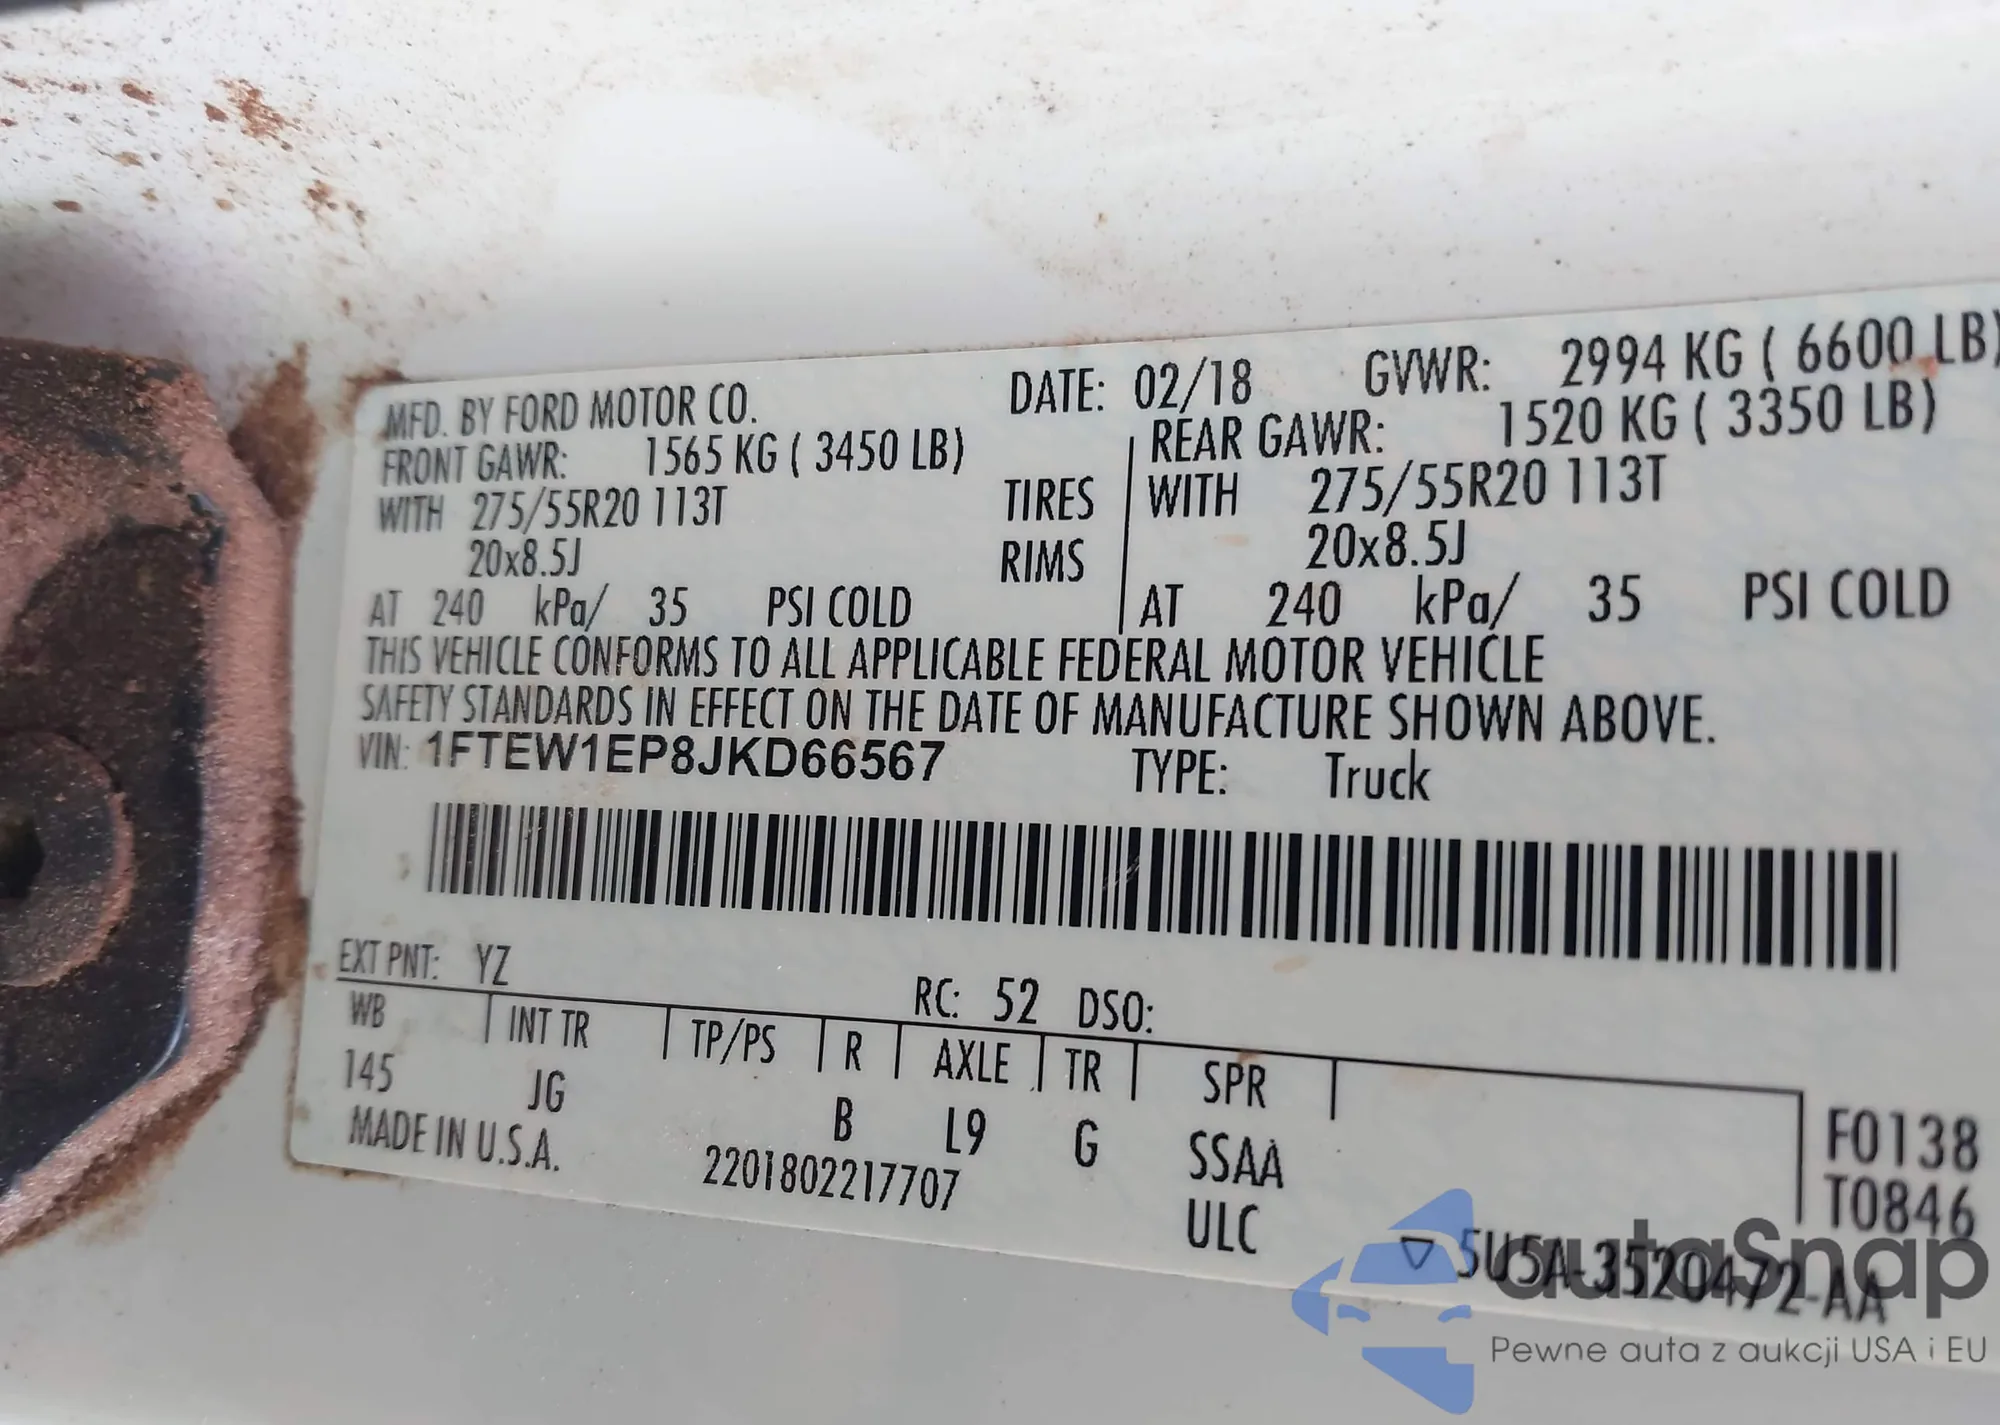 MFD. BY FORD MOTOR CO. DATE: 02/18 GVWR: 2994 KG ( 6600 LB)
FRONT GAWR: 1565 KG ( 3450 LB) REAR GAWR: 1520 KG ( 3350 LB)
WITH 275/55R20 113T TIRES WITH 275/55R20 113T
20x8.5J RIMS 20x8.5J
AT 240 kPa/ 35 PSI COLD AT 240 kPa/ 35 PSI COLD
THIS VEHICLE CONFORMS TO ALL APPLICABLE FEDERAL MOTOR VEHICLE
SAFETY STANDARDS IN EFFECT ON THE DATE OF MANUFACTURE SHOWN ABOVE.
VIN: 1FTEW1EP8JKD66567 TYPE: Truck
EXT PNT: YZ RC: 52 DSO:
WB INT TR TP/PS R AXLE TR SPR
145 JG B L9 G SSAA F0138
MADE IN U.S.A. 2201802217707 ULC T0846
▽ 5U5A-3520472-AA
autoSnap
Pewne auta z aukcji USA i EU